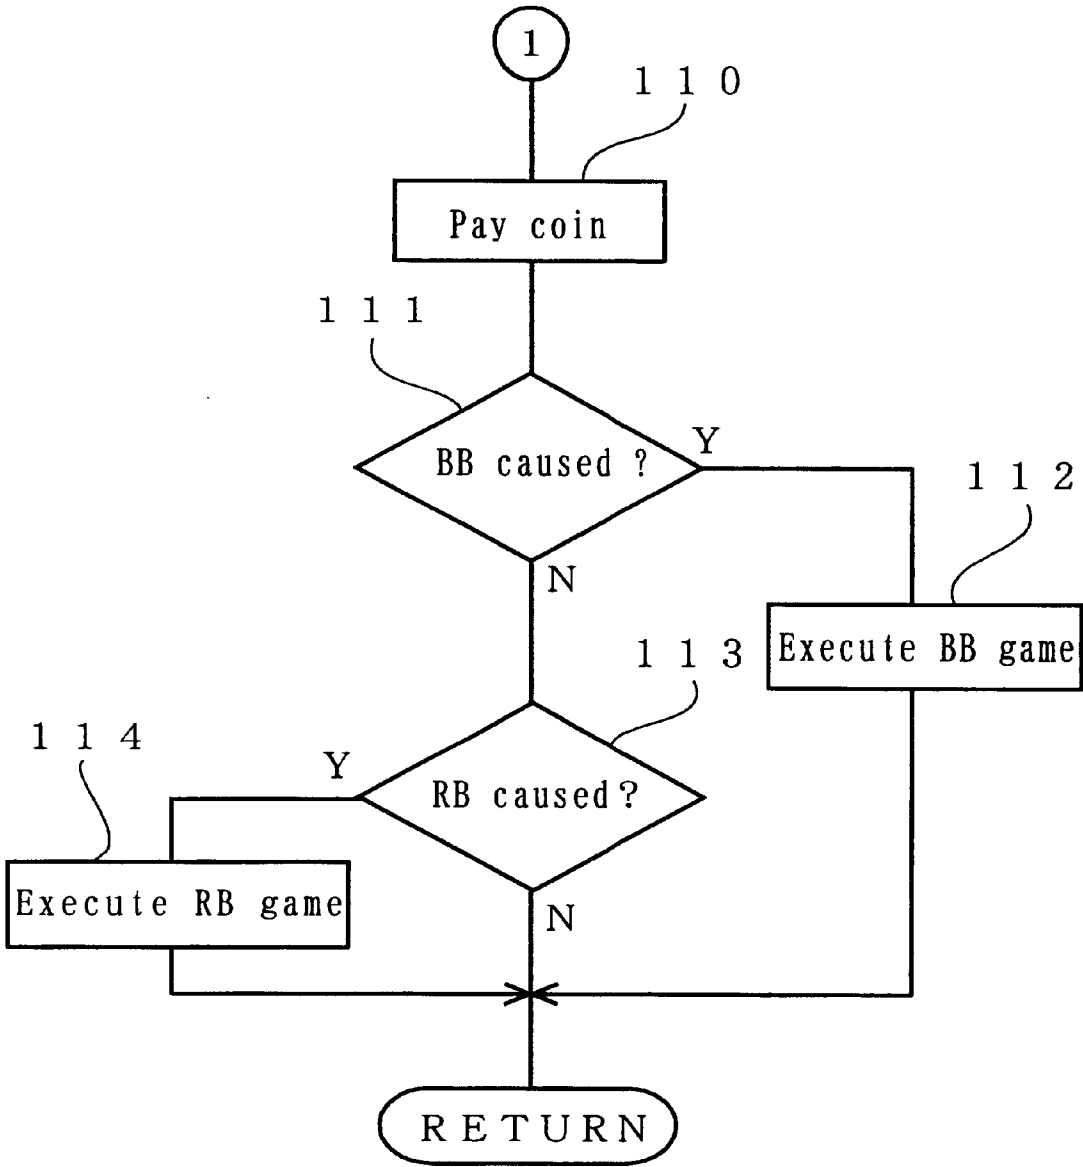 1
110
Pay coin
111
BB caused ?
Y
112
N
Execute BB game
113
114
Y
RB caused?
Execute RB game
N
RETURN